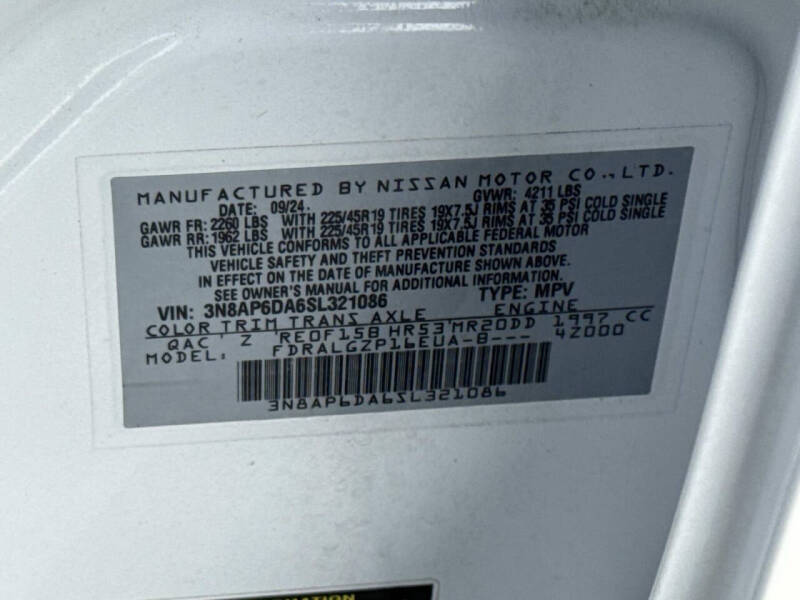 MANUFACTURED BY NISSAN MOTOR CO., LTD.
DATE: 09/24. GVWR: 4211 LBS
GAWR FR: 2260 LBS WITH 225/45R19 TIRES 19X7.5J RIMS AT 35 PSI COLD SINGLE
GAWR RR: 1962 LBS WITH 225/45R19 TIRES 19X7.5J RIMS AT 35 PSI COLD SINGLE
THIS VEHICLE CONFORMS TO ALL APPLICABLE FEDERAL MOTOR
VEHICLE SAFETY AND THEFT PREVENTION STANDARDS
IN EFFECT ON THE DATE OF MANUFACTURE SHOWN ABOVE.
SEE OWNER'S MANUAL FOR ADDITIONAL INFORMATION.
VIN: 3N8AP6DA6SL321086 TYPE: MPV
COLOR TRIM TRANS AXLE ENGINE
QAC Z RE0F15B HR53 MR20DD 1997 CC
MODEL: FDRALGZP16EUA-B--- 4Z000
3N8AP6DA6SL321086